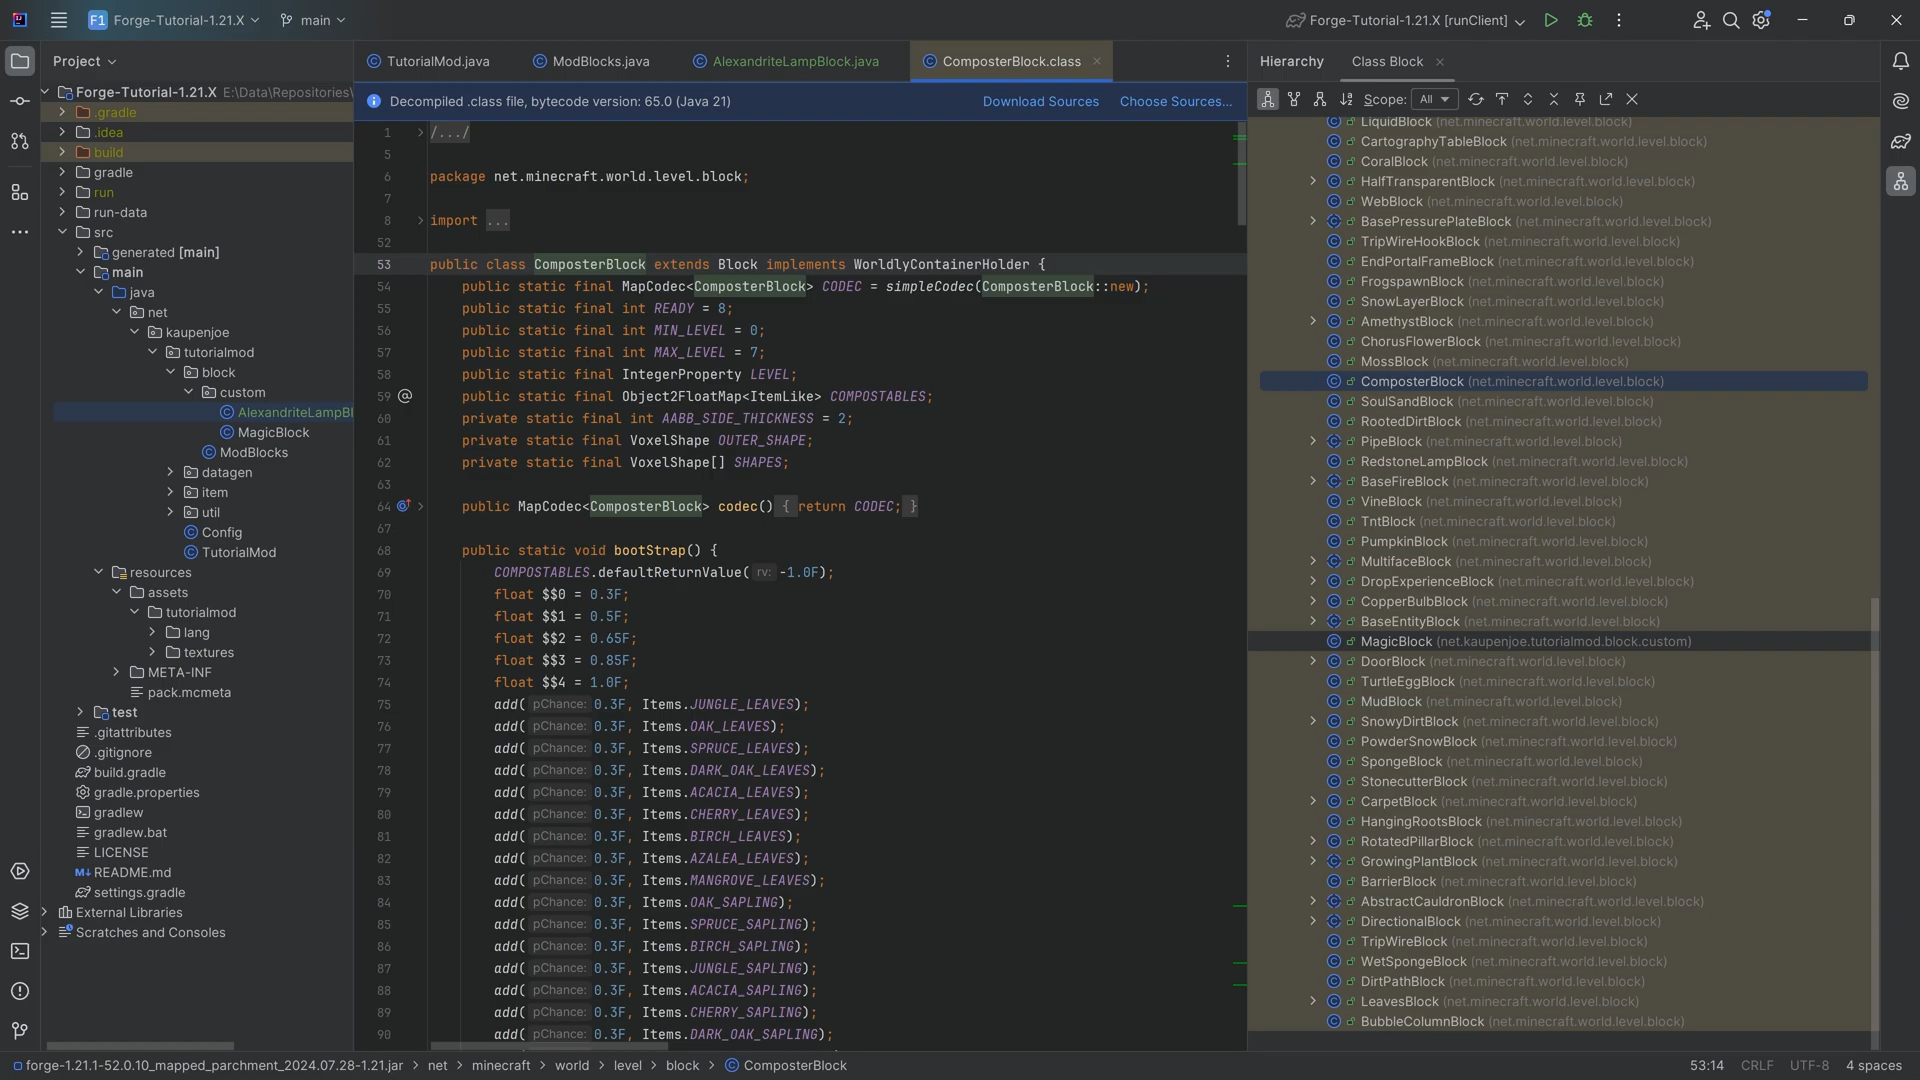 F1 Forge-Tutorial-1.21.X main Forge-Tutorial-1.21.X [runClient]
Project
TutorialMod.java ModBlocks.java AlexandriteLampBlock.java ComposterBlock.class
Hierarchy Class Block
Decompiled .class file, bytecode version: 65.0 (Java 21) Download Sources Choose Sources...
Scope: All
Forge-Tutorial-1.21.X E:\Data\Repositories\
.gradle
.idea
build
gradle
run
run-data
src
generated [main]
main
java
net
kaupenjoe
tutorialmod
block
custom
AlexandriteLampBl
MagicBlock
ModBlocks
datagen
item
util
Config
TutorialMod
resources
assets
tutorialmod
lang
textures
META-INF
pack.mcmeta
test
.gitattributes
.gitignore
build.gradle
gradle.properties
gradlew
gradlew.bat
LICENSE
M↓ README.md
settings.gradle
External Libraries
Scratches and Consoles
1 /.../
5
6 package net.minecraft.world.level.block;
7
8 import ...
52
53 public class ComposterBlock extends Block implements WorldlyContainerHolder {
54 public static final MapCodec<ComposterBlock> CODEC = simpleCodec(ComposterBlock::new);
55 public static final int READY = 8;
56 public static final int MIN_LEVEL = 0;
57 public static final int MAX_LEVEL = 7;
58 public static final IntegerProperty LEVEL;
59 @ public static final Object2FloatMap<ItemLike> COMPOSTABLES;
60 private static final int AABB_SIDE_THICKNESS = 2;
61 private static final VoxelShape OUTER_SHAPE;
62 private static final VoxelShape[] SHAPES;
63
64 public MapCodec<ComposterBlock> codec() { return CODEC; }
67
68 public static void bootStrap() {
69 COMPOSTABLES.defaultReturnValue( rv: -1.0F);
70 float $$0 = 0.3F;
71 float $$1 = 0.5F;
72 float $$2 = 0.65F;
73 float $$3 = 0.85F;
74 float $$4 = 1.0F;
75 add( pChance: 0.3F, Items.JUNGLE_LEAVES);
76 add( pChance: 0.3F, Items.OAK_LEAVES);
77 add( pChance: 0.3F, Items.SPRUCE_LEAVES);
78 add( pChance: 0.3F, Items.DARK_OAK_LEAVES);
79 add( pChance: 0.3F, Items.ACACIA_LEAVES);
80 add( pChance: 0.3F, Items.CHERRY_LEAVES);
81 add( pChance: 0.3F, Items.BIRCH_LEAVES);
82 add( pChance: 0.3F, Items.AZALEA_LEAVES);
83 add( pChance: 0.3F, Items.MANGROVE_LEAVES);
84 add( pChance: 0.3F, Items.OAK_SAPLING);
85 add( pChance: 0.3F, Items.SPRUCE_SAPLING);
86 add( pChance: 0.3F, Items.BIRCH_SAPLING);
87 add( pChance: 0.3F, Items.JUNGLE_SAPLING);
88 add( pChance: 0.3F, Items.ACACIA_SAPLING);
89 add( pChance: 0.3F, Items.CHERRY_SAPLING);
90 add( pChance: 0.3F, Items.DARK_OAK_SAPLING);
LiquidBlock (net.minecraft.world.level.block)
CartographyTableBlock (net.minecraft.world.level.block)
CoralBlock (net.minecraft.world.level.block)
HalfTransparentBlock (net.minecraft.world.level.block)
WebBlock (net.minecraft.world.level.block)
BasePressurePlateBlock (net.minecraft.world.level.block)
TripWireHookBlock (net.minecraft.world.level.block)
EndPortalFrameBlock (net.minecraft.world.level.block)
FrogspawnBlock (net.minecraft.world.level.block)
SnowLayerBlock (net.minecraft.world.level.block)
AmethystBlock (net.minecraft.world.level.block)
ChorusFlowerBlock (net.minecraft.world.level.block)
MossBlock (net.minecraft.world.level.block)
ComposterBlock (net.minecraft.world.level.block)
SoulSandBlock (net.minecraft.world.level.block)
RootedDirtBlock (net.minecraft.world.level.block)
PipeBlock (net.minecraft.world.level.block)
RedstoneLampBlock (net.minecraft.world.level.block)
BaseFireBlock (net.minecraft.world.level.block)
VineBlock (net.minecraft.world.level.block)
TntBlock (net.minecraft.world.level.block)
PumpkinBlock (net.minecraft.world.level.block)
MultifaceBlock (net.minecraft.world.level.block)
DropExperienceBlock (net.minecraft.world.level.block)
CopperBulbBlock (net.minecraft.world.level.block)
BaseEntityBlock (net.minecraft.world.level.block)
MagicBlock (net.kaupenjoe.tutorialmod.block.custom)
DoorBlock (net.minecraft.world.level.block)
TurtleEggBlock (net.minecraft.world.level.block)
MudBlock (net.minecraft.world.level.block)
SnowyDirtBlock (net.minecraft.world.level.block)
PowderSnowBlock (net.minecraft.world.level.block)
SpongeBlock (net.minecraft.world.level.block)
StonecutterBlock (net.minecraft.world.level.block)
CarpetBlock (net.minecraft.world.level.block)
HangingRootsBlock (net.minecraft.world.level.block)
RotatedPillarBlock (net.minecraft.world.level.block)
GrowingPlantBlock (net.minecraft.world.level.block)
BarrierBlock (net.minecraft.world.level.block)
AbstractCauldronBlock (net.minecraft.world.level.block)
DirectionalBlock (net.minecraft.world.level.block)
TripWireBlock (net.minecraft.world.level.block)
WetSpongeBlock (net.minecraft.world.level.block)
DirtPathBlock (net.minecraft.world.level.block)
LeavesBlock (net.minecraft.world.level.block)
BubbleColumnBlock (net.minecraft.world.level.block)
forge-1.21.1-52.0.10_mapped_parchment_2024.07.28-1.21.jar > net > minecraft > world > level > block > ComposterBlock 53:14 CRLF UTF-8 4 spaces